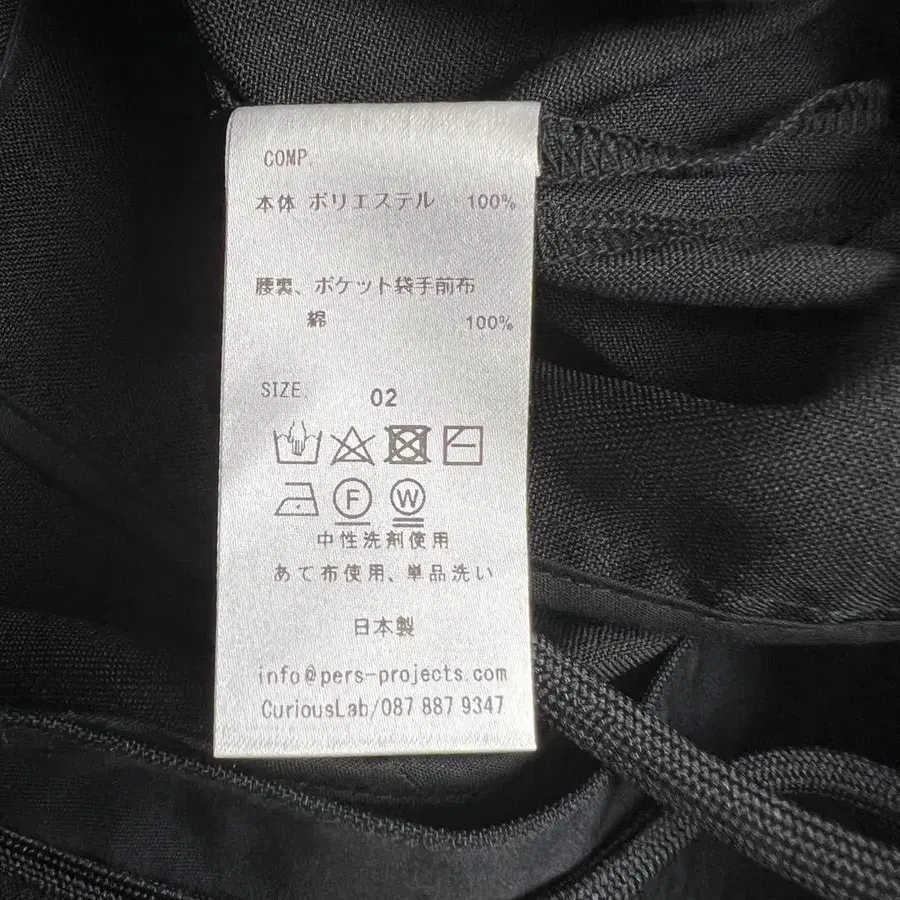 COMP.
本体 ポリエステル 100%
腰裏、ポケット袋手前布
綿 100%
SIZE. 02
F W
中性洗剤使用
あて布使用、単品洗い
日本製
info@pers-projects.com
CuriousLab/087 887 9347